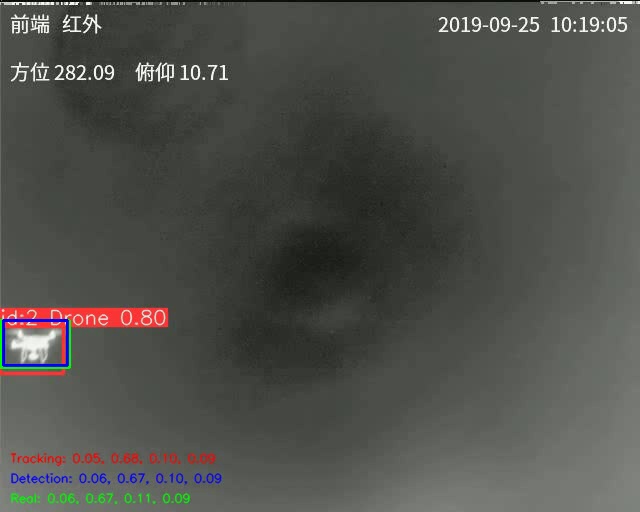 前端 红外 2019-09-25 10:19:05
方位 282.09 俯仰 10.71
id:2 Drone 0.80
Tracking: 0.05, 0.68, 0.10, 0.09
Detection: 0.06, 0.67, 0.10, 0.09
Real: 0.06, 0.67, 0.11, 0.09